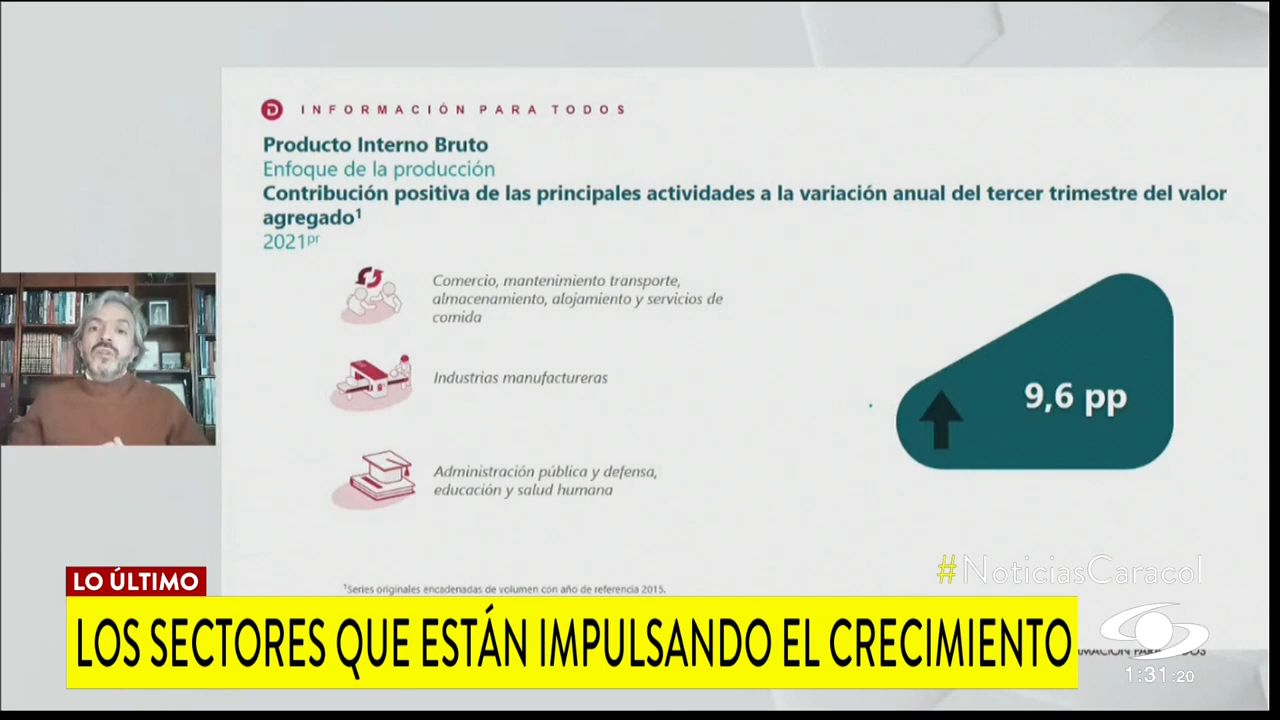 INFORMACIÓN PARA TODOS
Producto Interno Bruto
Enfoque de la producción
Contribución positiva de las principales actividades a la variación anual del tercer trimestre del valor
agregado¹
2021ᵖʳ
Comercio, mantenimiento transporte,
almacenamiento, alojamiento y servicios de
comida
Industrias manufactureras
9,6 pp
Administración pública y defensa,
educación y salud humana
#NoticiasCaracol
LO ÚLTIMO
¹Series originales encadenadas de volumen con año de referencia 2015.
LOS SECTORES QUE ESTÁN IMPULSANDO EL CRECIMIENTO
1:31:20